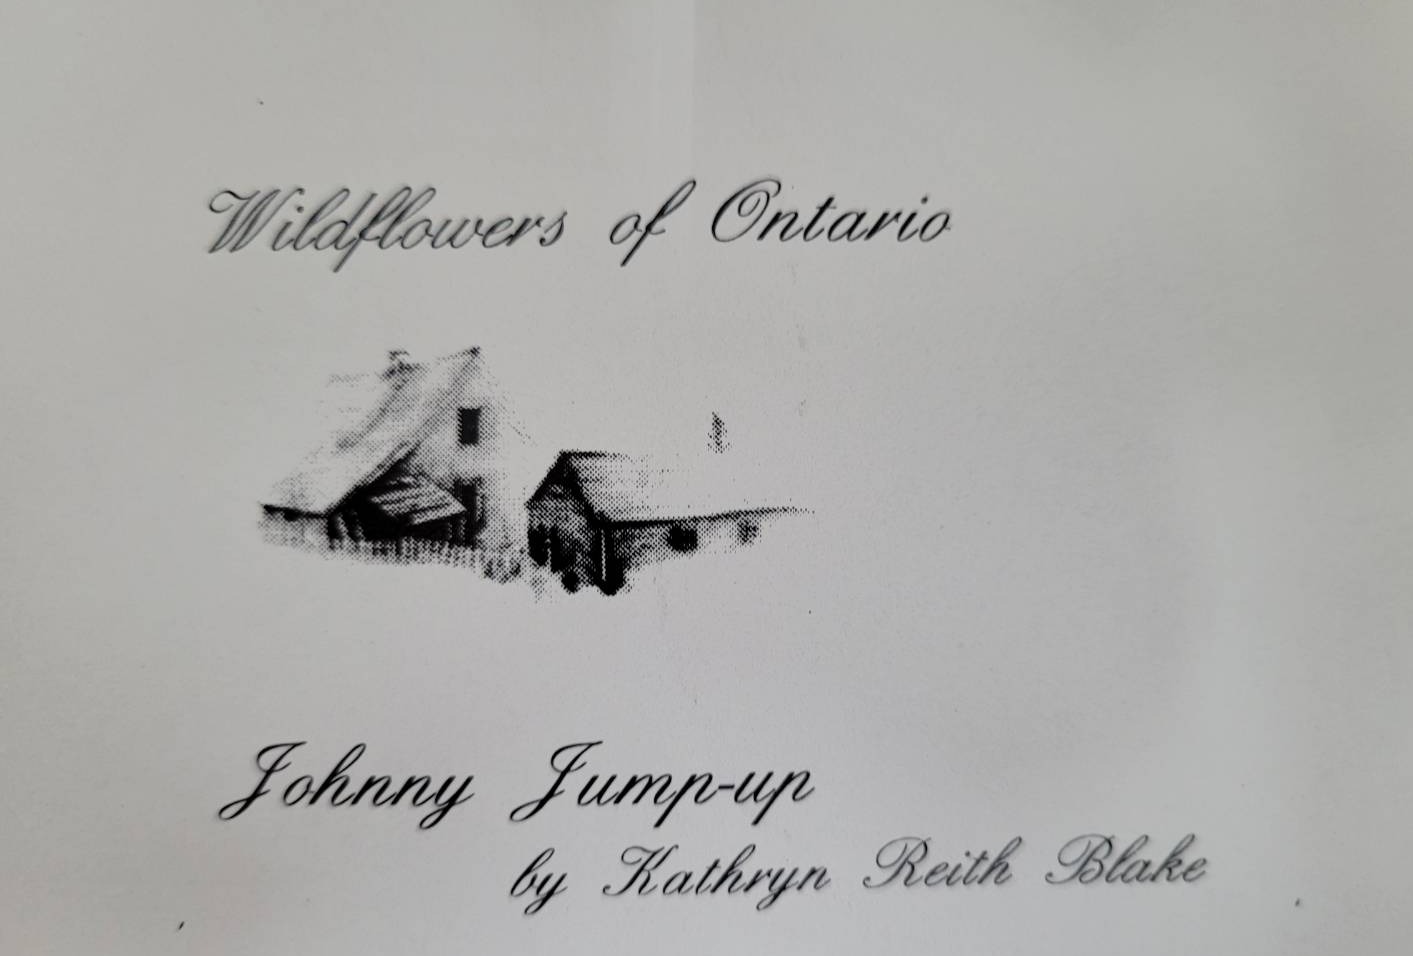 Wildflowers of Ontario
Johnny Jump-up
by Kathryn Reith Blake